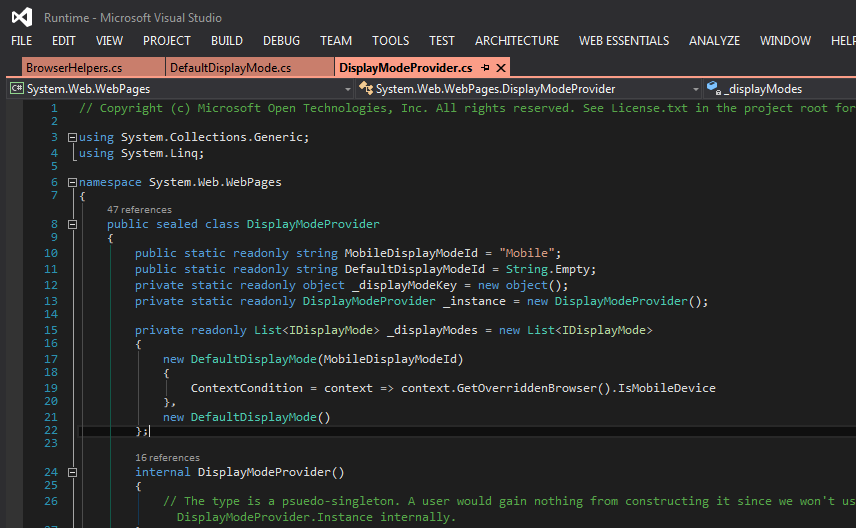 Runtime - Microsoft Visual Studio
FILE EDIT VIEW PROJECT BUILD DEBUG TEAM TOOLS TEST ARCHITECTURE WEB ESSENTIALS ANALYZE WINDOW HELP
BrowserHelpers.cs DefaultDisplayMode.cs DisplayModeProvider.cs
C# System.Web.WebPages System.Web.WebPages.DisplayModeProvider _displayModes
1 // Copyright (c) Microsoft Open Technologies, Inc. All rights reserved. See License.txt in the project root for
2
3 using System.Collections.Generic;
4 using System.Linq;
5
6 namespace System.Web.WebPages
7 {
47 references
8 public sealed class DisplayModeProvider
9 {
10 public static readonly string MobileDisplayModeId = "Mobile";
11 public static readonly string DefaultDisplayModeId = String.Empty;
12 private static readonly object _displayModeKey = new object();
13 private static readonly DisplayModeProvider _instance = new DisplayModeProvider();
14
15 private readonly List<IDisplayMode> _displayModes = new List<IDisplayMode>
16 {
17 new DefaultDisplayMode(MobileDisplayModeId)
18 {
19 ContextCondition = context => context.GetOverriddenBrowser().IsMobileDevice
20 },
21 new DefaultDisplayMode()
22 };
23
16 references
24 internal DisplayModeProvider()
25 {
26 // The type is a psuedo-singleton. A user would gain nothing from constructing it since we won't us
DisplayModeProvider.Instance internally.